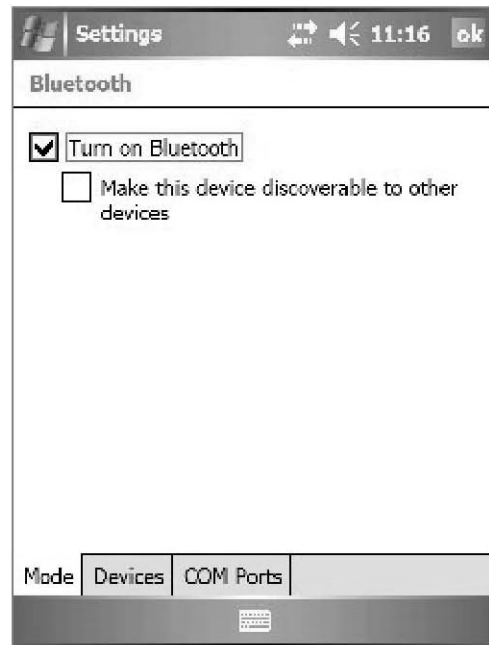 Settings 11:16 ok
Bluetooth
Turn on Bluetooth
Make this device discoverable to other
devices
Mode Devices COM Ports